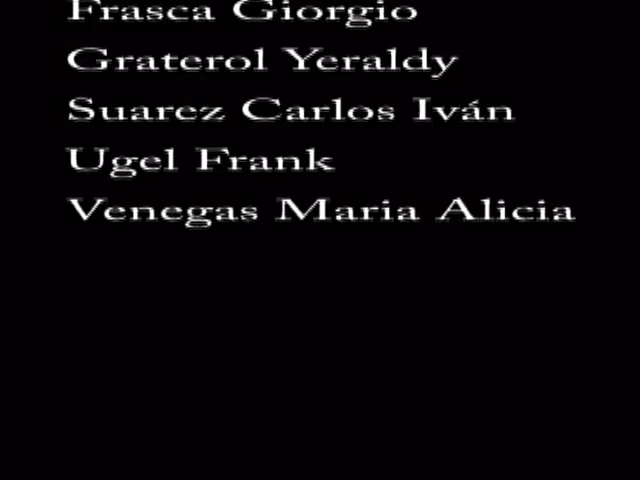 Frasca Giorgio
Graterol Yeraldy
Suarez Carlos Iván
Ugel Frank
Venegas Maria Alicia